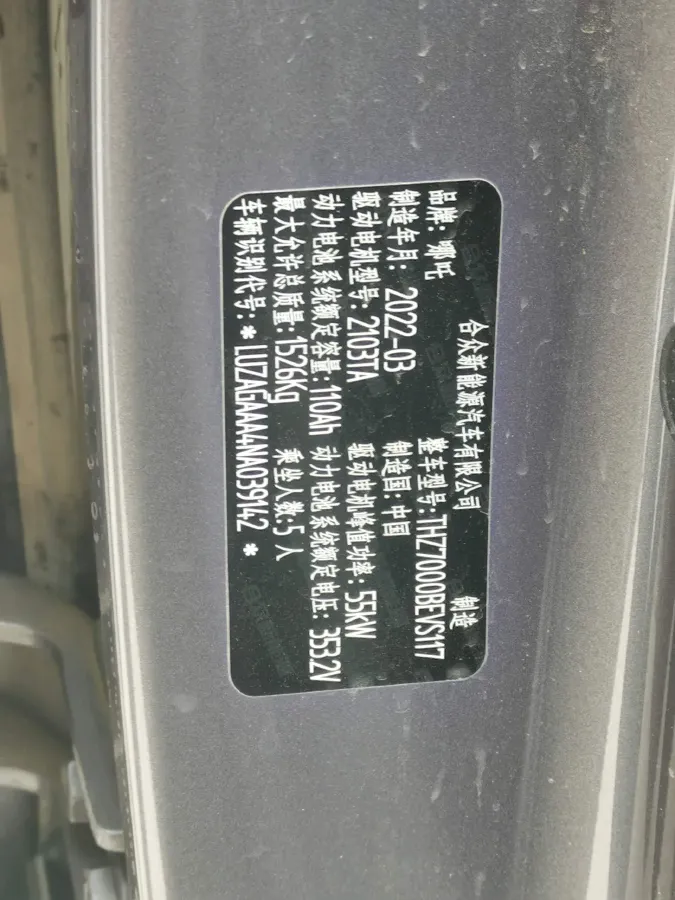 合众新能源汽车有限公司 制造
品牌: 哪吒 整车型号: THZ7000BEVS117
制造年月: 2022-03 制造国: 中国
驱动电机型号: 2103TA 驱动电机峰值功率: 55kW
动力电池系统额定容量: 110Ah 动力电池系统额定电压: 353.2V
最大允许总质量: 1526Kg 乘坐人数: 5 人
车辆识别代号: * LUZAGAAA4NA039142 *